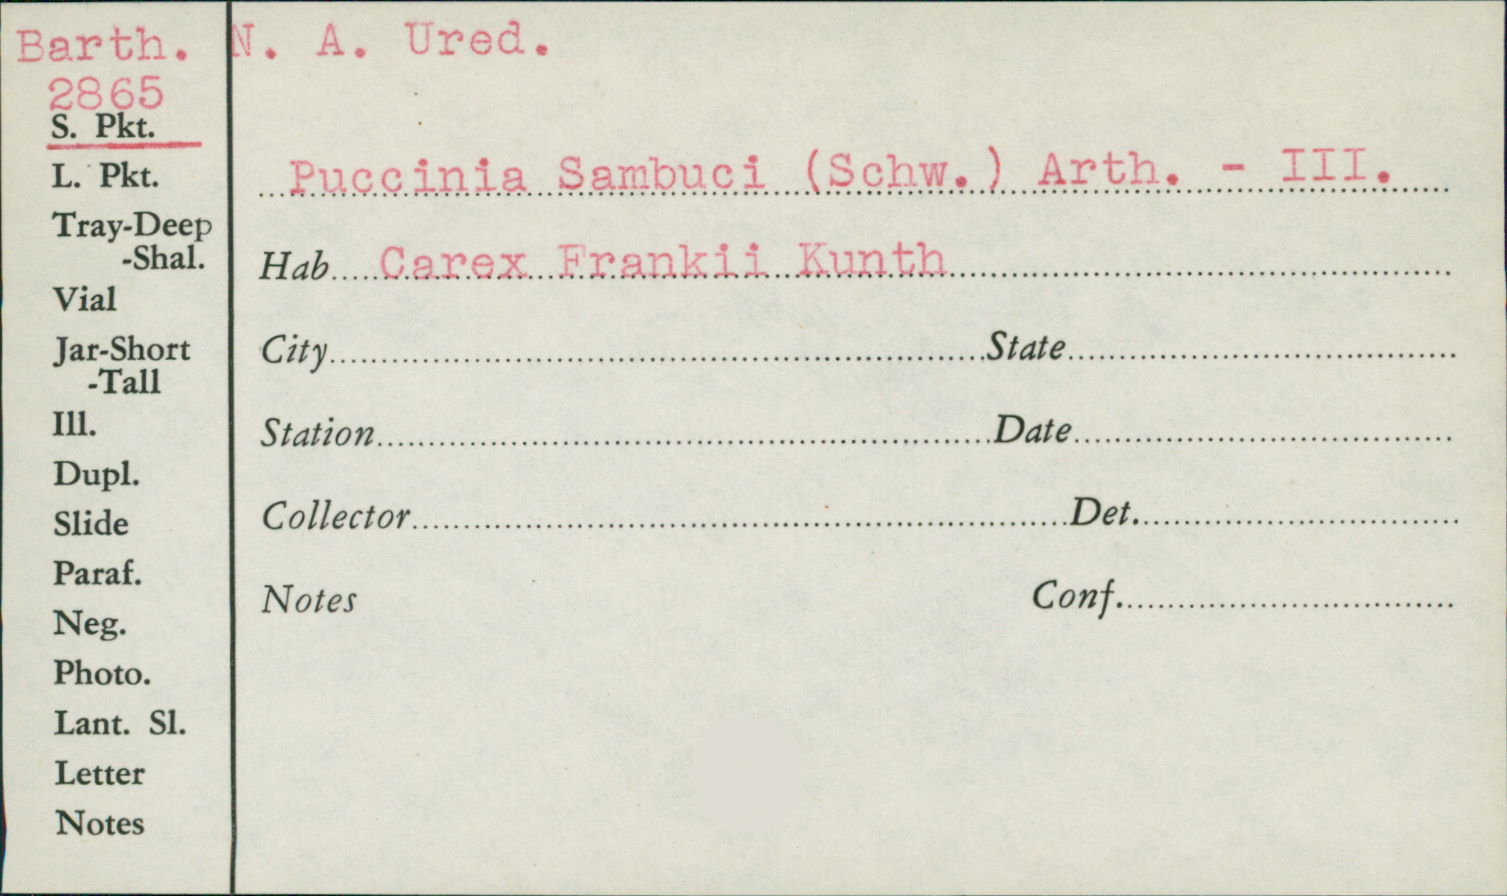 Barth. N. A. Ured.
2865
S. Pkt.
L. Pkt.
Puccinia Sambuci (Schw.) Arth. - III.
Tray-Deep
-Shal.
Hab Carex Frankii Kunth
Vial
Jar-Short
-Tall
City State
Ill.
Station Date
Dupl.
Slide
Collector Det.
Paraf.
Neg.
Notes Conf.
Photo.
Lant. Sl.
Letter
Notes